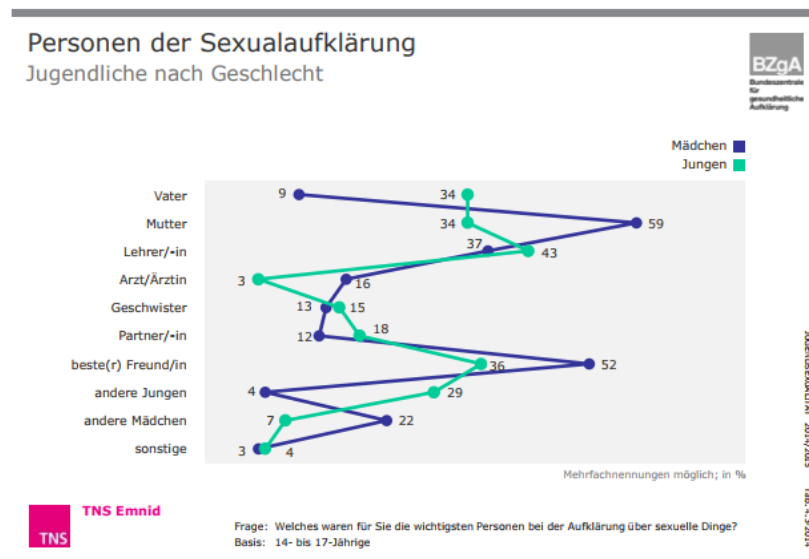 Personen der Sexualaufklärung
Jugendliche nach Geschlecht
BZgA
Bundeszentrale
für
gesundheitliche
Aufklärung
Mädchen
Jungen
Vater 9 34
Mutter 34 59
Lehrer/-in 37 43
Arzt/Ärztin 3 16
Geschwister 13 15
Partner/-in 12 18
beste(r) Freund/in 36 52
andere Jungen 4 29
andere Mädchen 7 22
sonstige 3 4
Mehrfachnennungen möglich; in %
TNS Emnid
TNS
Frage: Welches waren für Sie die wichtigsten Personen bei der Aufklärung über sexuelle Dinge?
Basis: 14- bis 17-Jährige